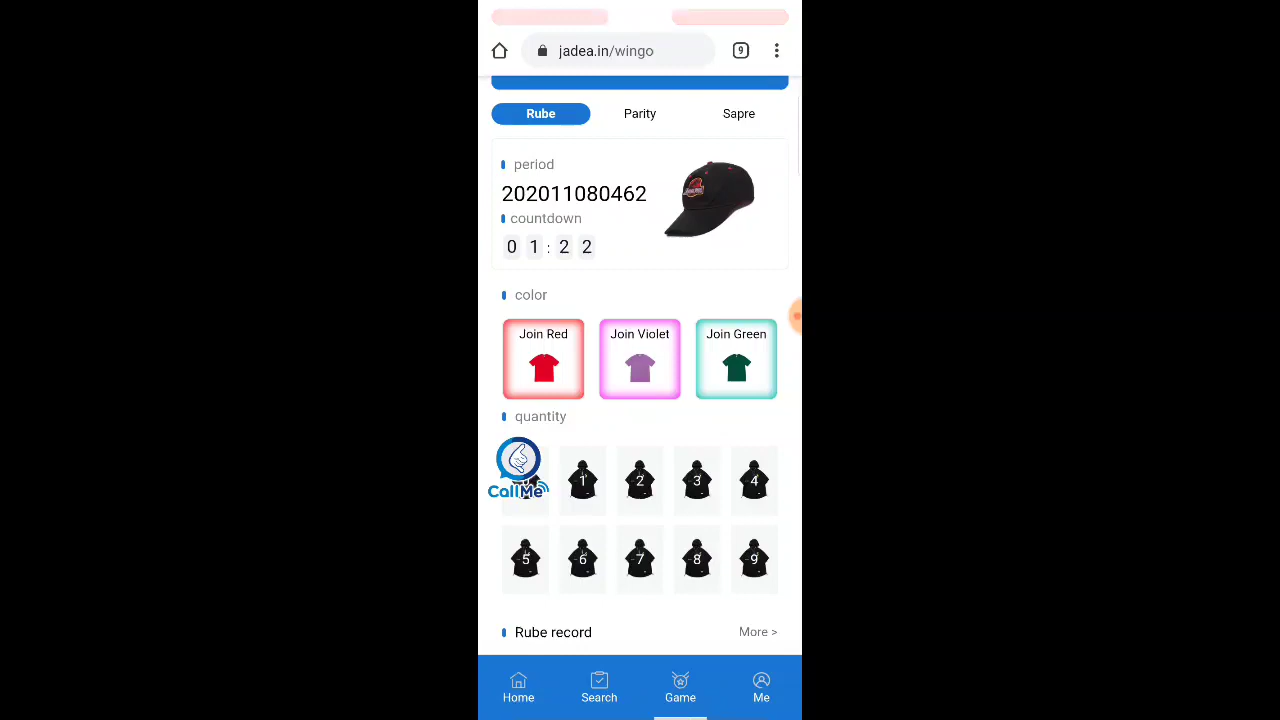 jadea.in/wingo
9
Rube Parity Sapre
period
202011080462
countdown
0 1 : 2 2
color
Join Red Join Violet Join Green
quantity
CallMe
1 2 3 4
5 6 7 8 9
Rube record More >
Home Search Game Me